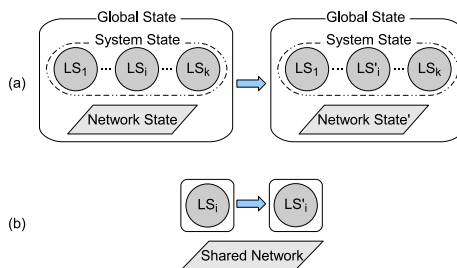 Global State Global State
System State System State
(a) LS1 ... LSi ... LSk LS1 ... LS'i ... LSk
Network State Network State'
(b) LSi LS'i
Shared Network